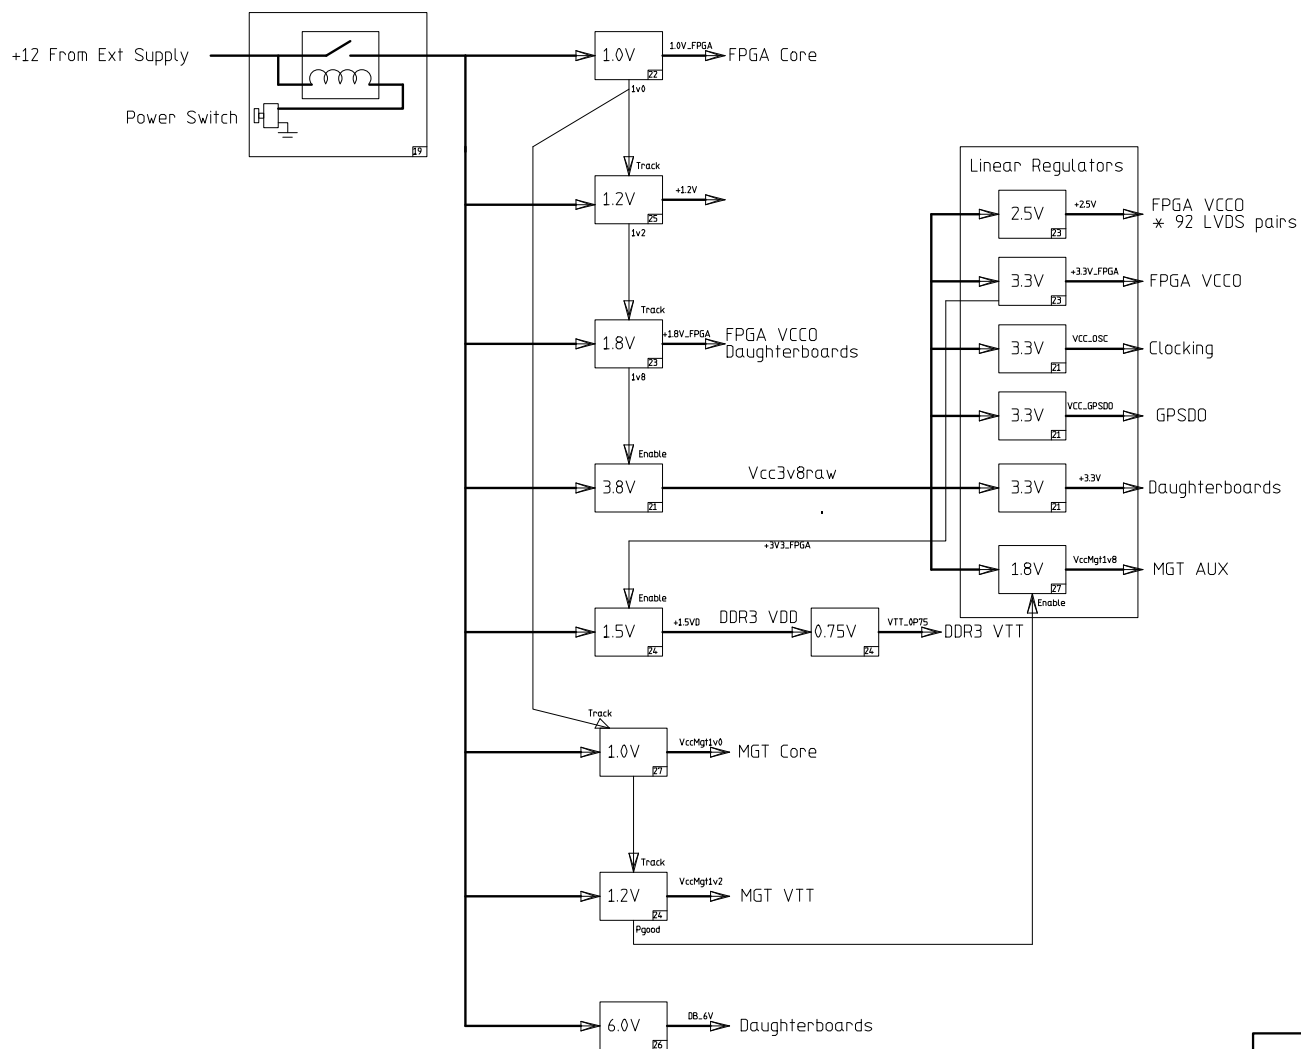 +12 From Ext Supply
Power Switch
19
1.0V
22
1.0V_FPGA
FPGA Core
1v0
Track
1.2V
25
+1.2V
1v2
Track
1.8V
23
+1.8V_FPGA
FPGA VCCO
Daughterboards
1v8
Enable
3.8V
21
Vcc3v8raw
Linear Regulators
2.5V
23
+2.5V
FPGA VCCO
* 92 LVDS pairs
3.3V
23
+3.3V_FPGA
FPGA VCCO
3.3V
21
VCC_OSC
Clocking
3.3V
21
VCC_GPSDO
GPSDO
3.3V
21
+3.3V
Daughterboards
1.8V
27
VccMgt1v8
MGT AUX
Enable
+3V3_FPGA
Enable
1.5V
24
+1.5VD
DDR3 VDD
0.75V
24
VTT_0P75
DDR3 VTT
Track
1.0V
27
VccMgt1v0
MGT Core
Track
1.2V
24
VccMgt1v2
MGT VTT
Pgood
6.0V
26
DB_6V
Daughterboards